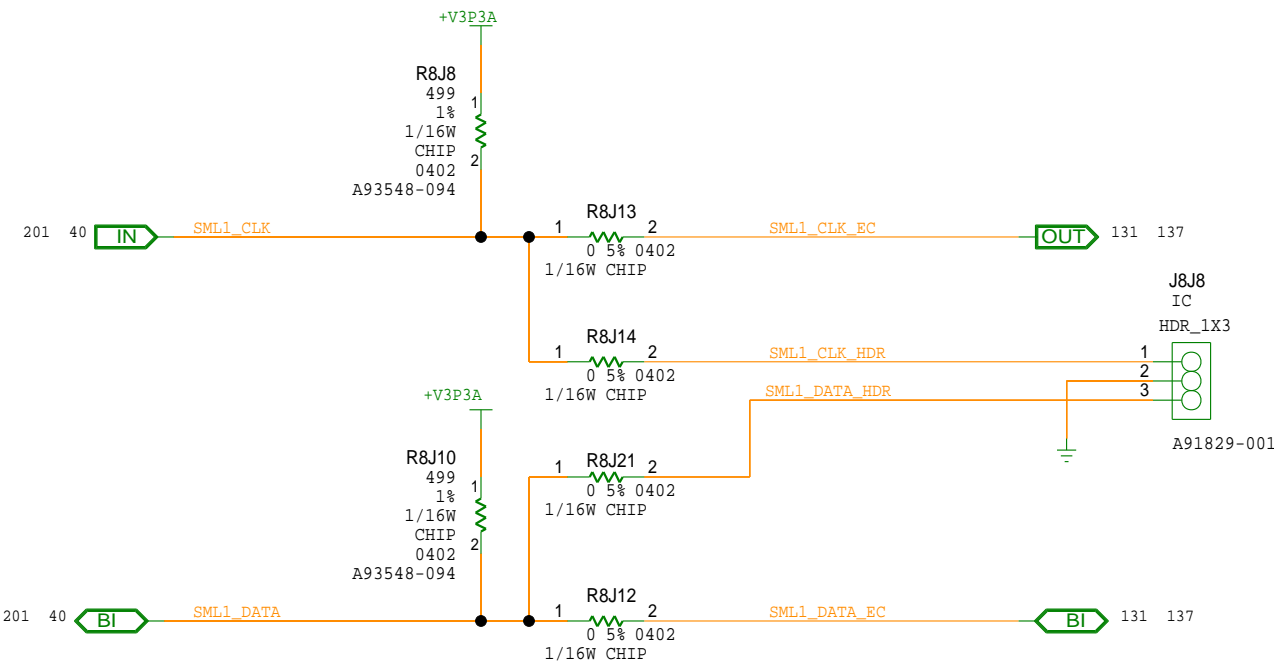 +V3P3A
R8J8
499
1%
1/16W
CHIP
0402
A93548-094
1
2
201 40 IN SML1_CLK
R8J13
1 2
0 5% 0402
1/16W CHIP
SML1_CLK_EC
OUT 131 137
J8J8
IC
HDR_1X3
R8J14
1 2
0 5% 0402
1/16W CHIP
SML1_CLK_HDR
1
2
3
SML1_DATA_HDR
A91829-001
+V3P3A
R8J10
499
1%
1/16W
CHIP
0402
A93548-094
1
2
R8J21
1 2
0 5% 0402
1/16W CHIP
201 40 BI SML1_DATA
R8J12
1 2
0 5% 0402
1/16W CHIP
SML1_DATA_EC
BI 131 137